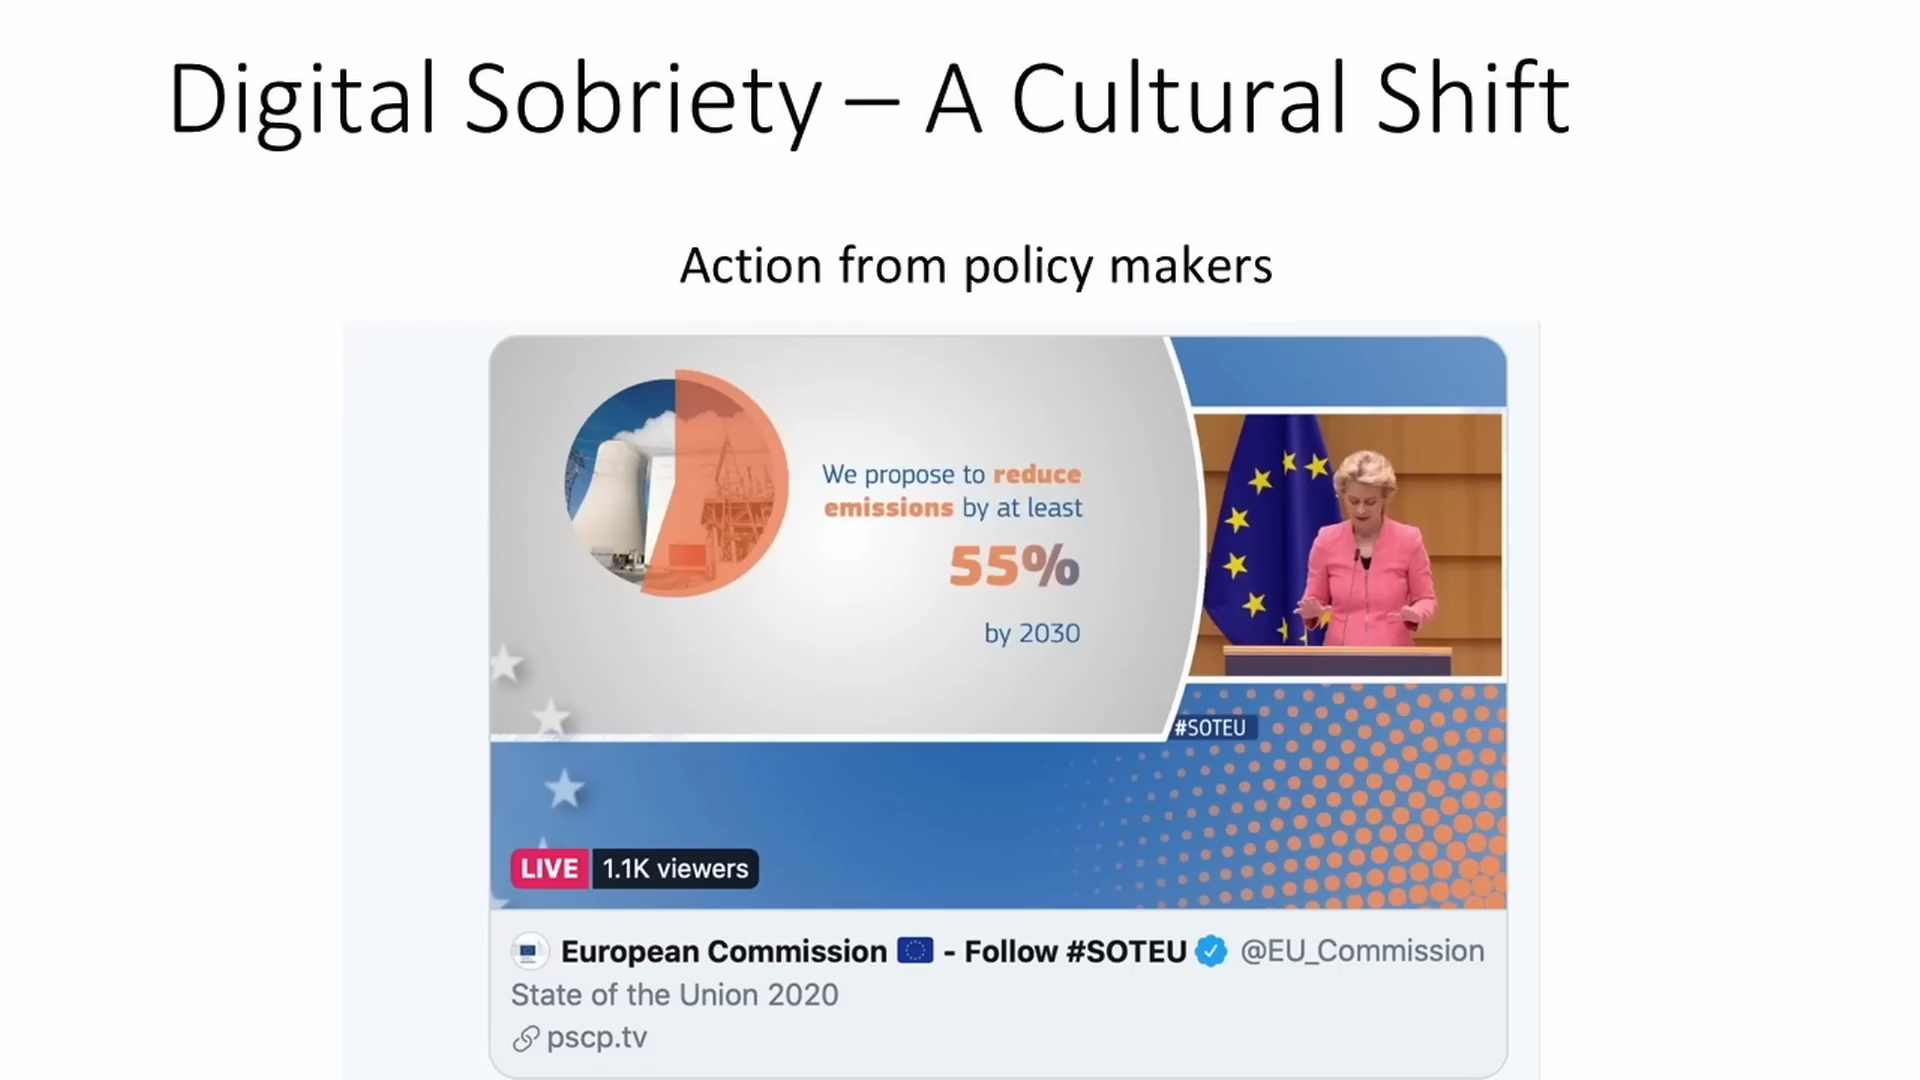 Digital Sobriety – A Cultural Shift
Action from policy makers
We propose to reduce
emissions by at least
55%
by 2030
#SOTEU
LIVE 1.1K viewers
European Commission 🇪🇺 - Follow #SOTEU @EU_Commission
State of the Union 2020
pscp.tv